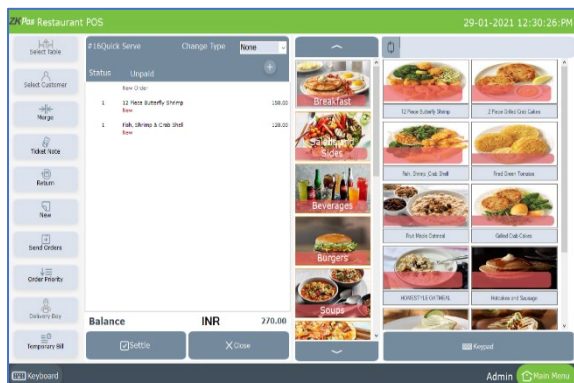 ZKPos Restaurant POS
29-01-2021 12:30:26:PM
Select Table
Select Customer
Merge
Ticket Note
Return
New
Send Orders
Order Priority
Delivery Boy
Temporary Bill
#16Quick Serve Change Type None
Status Unpaid
New Order
1 12 Piece Butterfly Shrimp 150.00
New
1 Fish, Shrimp & Crab Shell 120.00
New
Balance INR 270.00
Settle
Close
Breakfast
Salads and Sides
Beverages
Burgers
Soups
12 Piece Butterfly Shrimp
2 Piece Grilled Crab Cakes
Fish, Shrimp, Crab Shell
Fried Green Tomatoes
Fruit Maple Oatmeal
Grilled Crab Cakes
HOMESTYLE OATMEAL
Hotcakes and Sausage
Keypad
Keyboard
Admin
Main Menu